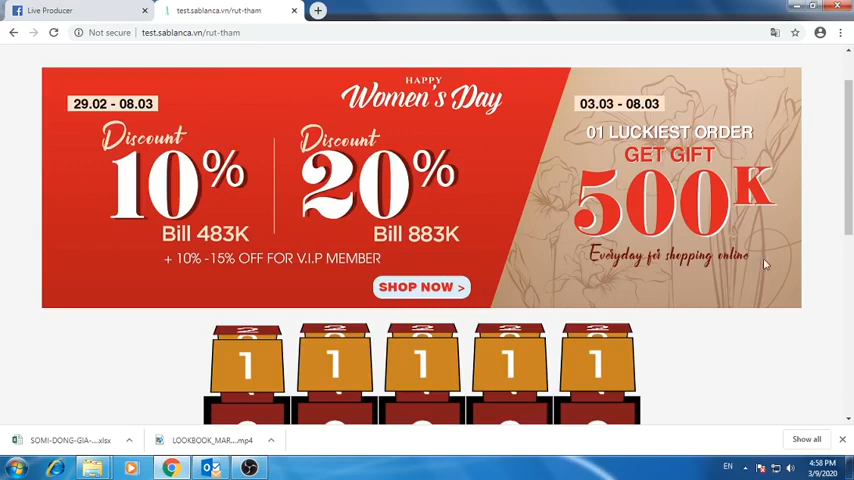 Live Producer
test.sablanca.vn/rut-tham
Not secure
test.sablanca.vn/rut-tham
29.02 - 08.03
HAPPY
Women's Day
03.03 - 08.03
Discount
10%
Bill 483K
Discount
20%
Bill 883K
+ 10% -15% OFF FOR V.I.P MEMBER
SHOP NOW >
01 LUCKIEST ORDER
GET GIFT
500K
Everyday for shopping online
1 1 1 1 1
SOMI-DONG-GIA-....xlsx
LOOKBOOK_MAR....mp4
Show all
EN
4:58 PM
3/9/2020